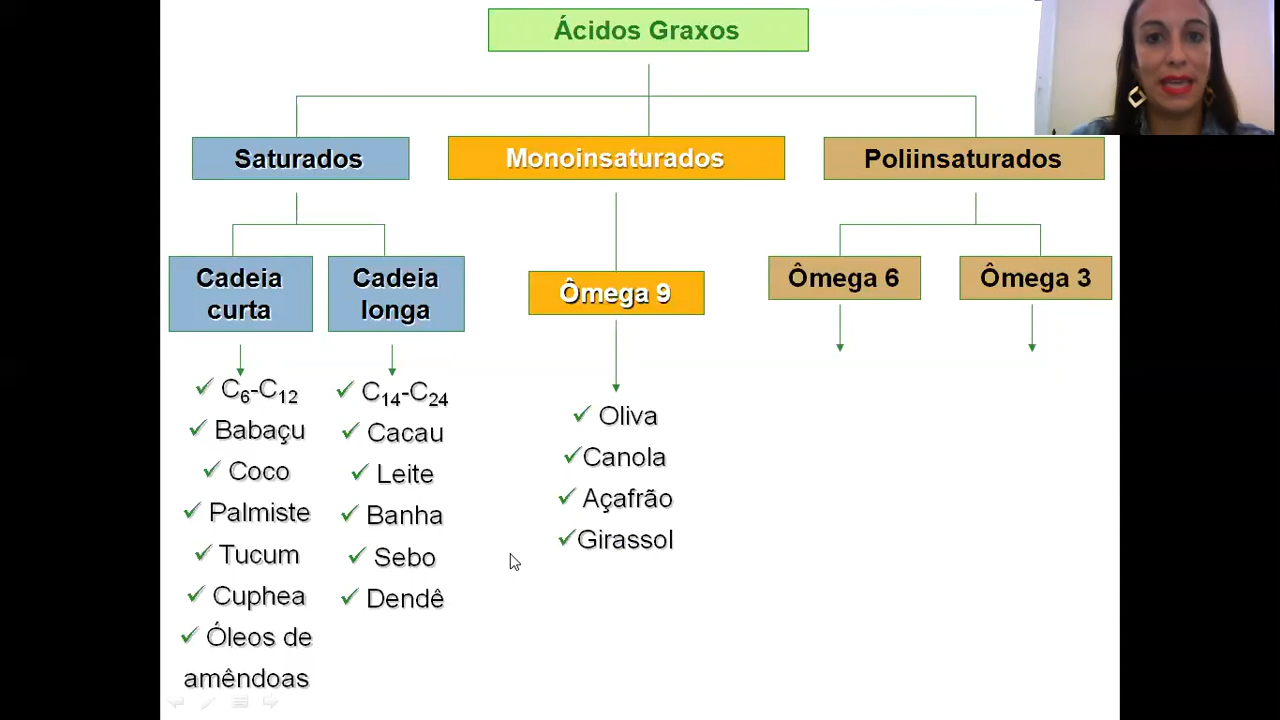 Ácidos Graxos
Saturados
Monoinsaturados
Poliinsaturados
Cadeia
curta
Cadeia
longa
Ômega 9
Ômega 6
Ômega 3
✓ C₆-C₁₂
✓ Babaçu
✓ Coco
✓ Palmiste
✓ Tucum
✓ Cuphea
✓ Óleos de
amêndoas
✓ C₁₄-C₂₄
✓ Cacau
✓ Leite
✓ Banha
✓ Sebo
✓ Dendê
✓ Oliva
✓Canola
✓ Açafrão
✓Girassol